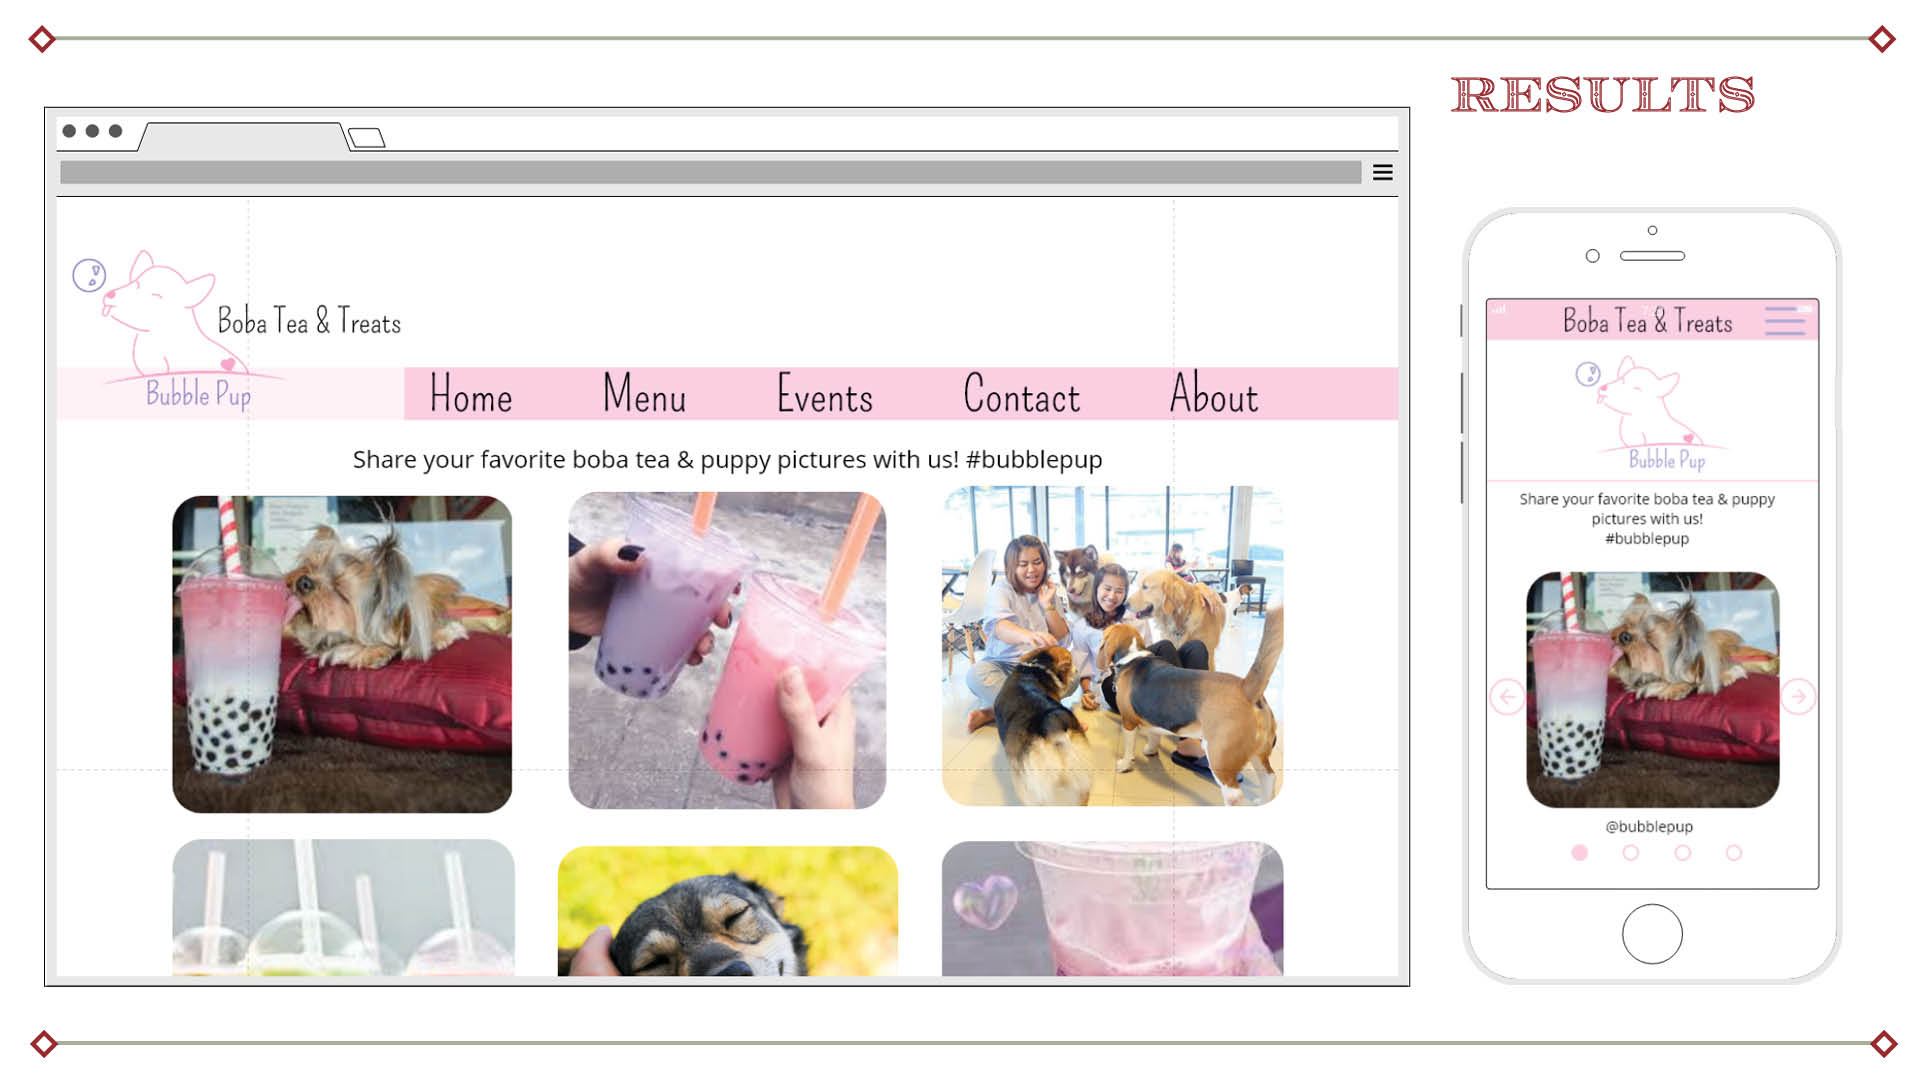 RESULTS
Boba Tea & Treats
Bubble Pup
Home Menu Events Contact About
Share your favorite boba tea & puppy pictures with us! #bubblepup
Boba Tea & Treats
Bubble Pup
Share your favorite boba tea & puppy
pictures with us!
#bubblepup
@bubblepup